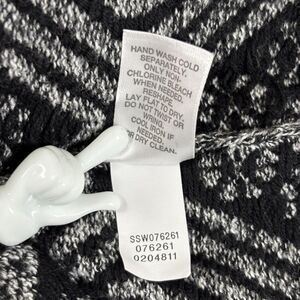 HAND WASH COLD
SEPARATELY.
ONLY NON-
CHLORINE BLEACH
WHEN NEEDED.
RESHAPE.
LAY FLAT TO DRY.
DO NOT TWIST OR
WRING
COOL IRON IF
NEEDED,
OR DRY CLEAN.
SSW076261
076261
0204811